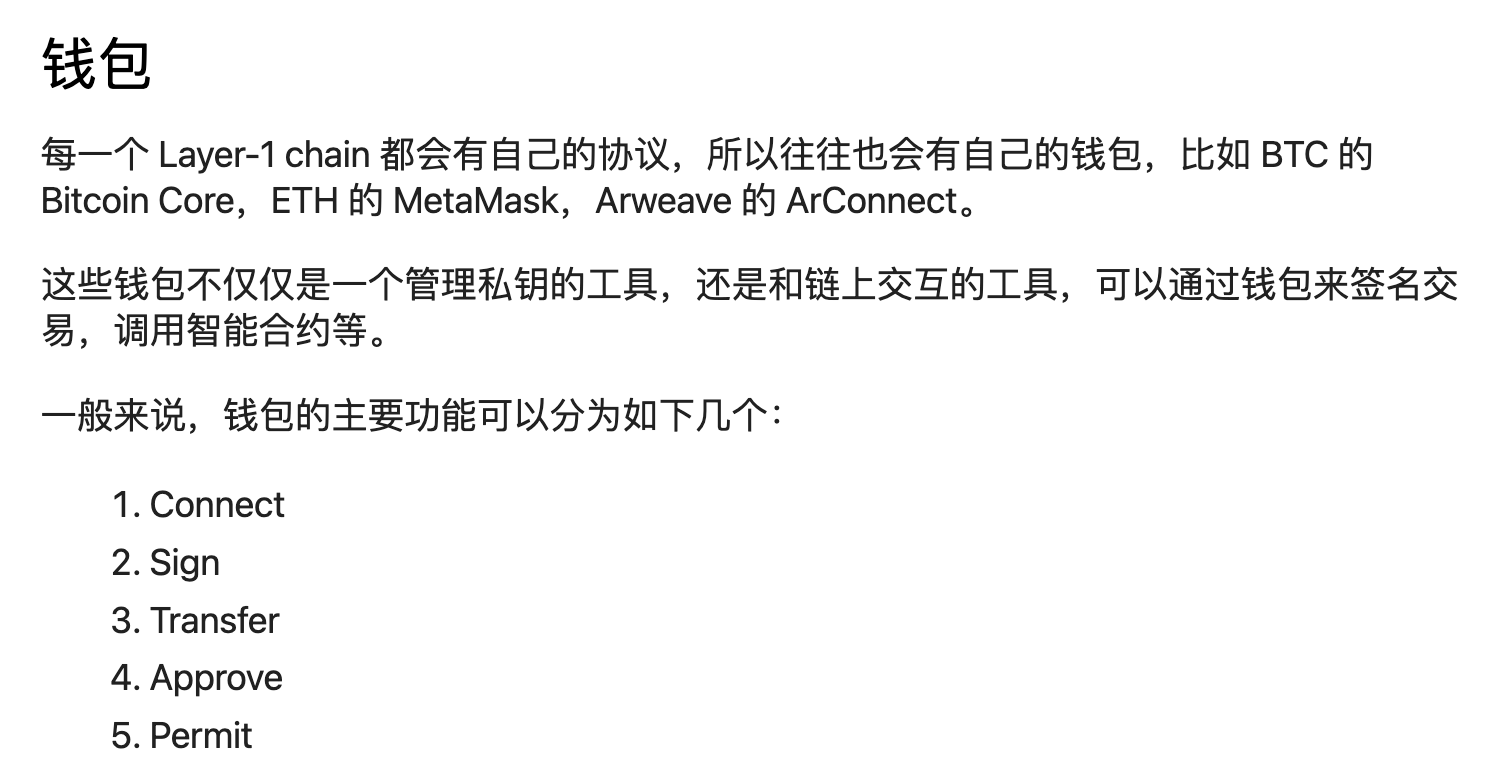 钱包
每一个 Layer-1 chain 都会有自己的协议，所以往往也会有自己的钱包，比如 BTC 的
Bitcoin Core，ETH 的 MetaMask，Arweave 的 ArConnect。
这些钱包不仅仅是一个管理私钥的工具，还是和链上交互的工具，可以通过钱包来签名交
易，调用智能合约等。
一般来说，钱包的主要功能可以分为如下几个：
1. Connect
2. Sign
3. Transfer
4. Approve
5. Permit